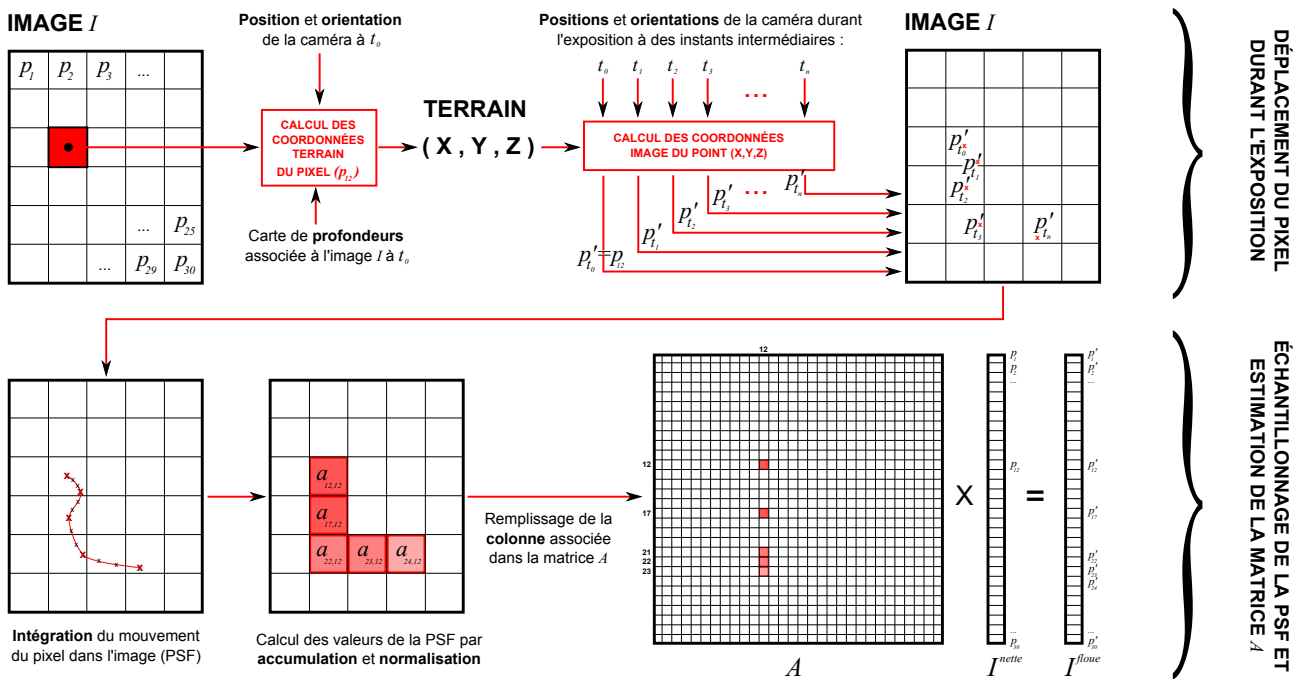 IMAGE I
p1 p2 p3 ...
... p25
... p29 p30
Position et orientation
de la caméra à t0
CALCUL DES
COORDONNÉES
TERRAIN
DU PIXEL (p12)
Carte de profondeurs
associée à l'image I à t0
TERRAIN
( X , Y , Z )
Positions et orientations de la caméra durant
l'exposition à des instants intermédiaires :
t0 t1 t2 t3 ... tn
CALCUL DES COORDONNÉES
IMAGE DU POINT (X,Y,Z)
p't0=p12
p't1
p't2
p't3
...
p'tn
IMAGE I
p't0
p't1
p't2
p't3
p'tn
DÉPLACEMENT DU PIXEL
DURANT L'EXPOSITION
Intégration du mouvement
du pixel dans l'image (PSF)
a12,12
a17,12
a22,12 a23,12 a24,12
Calcul des valeurs de la PSF par
accumulation et normalisation
Remplissage de la
colonne associée
dans la matrice A
12
12
17
21
22
23
A
X
p1
p2
...
p12
...
p30
I nette
=
p'1
p'2
...
p'12
p'17
p'22
p'23
p'24
...
p'30
I floue
ÉCHANTILLONNAGE DE LA PSF ET
ESTIMATION DE LA MATRICE A